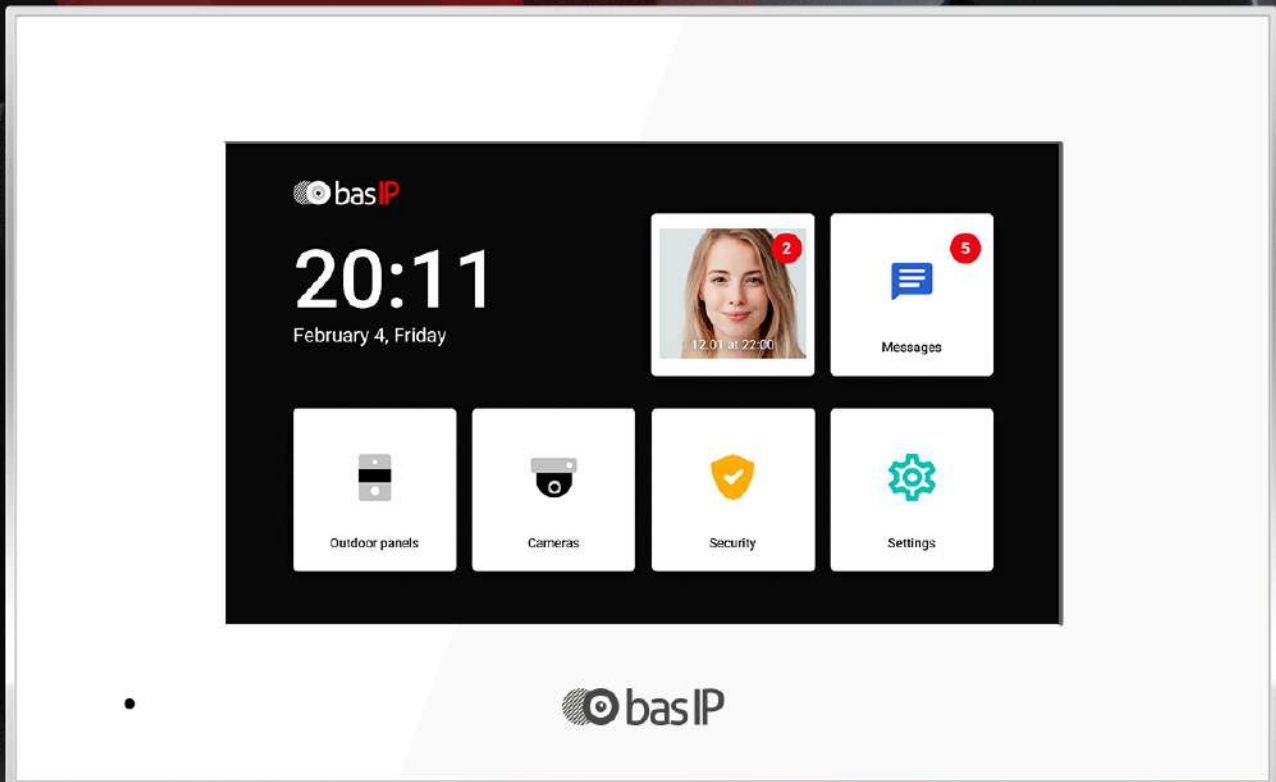 basIP
20:11
February 4, Friday
2
12.01 at 22:00
5
Messages
Outdoor panels
Cameras
Security
Settings
basIP